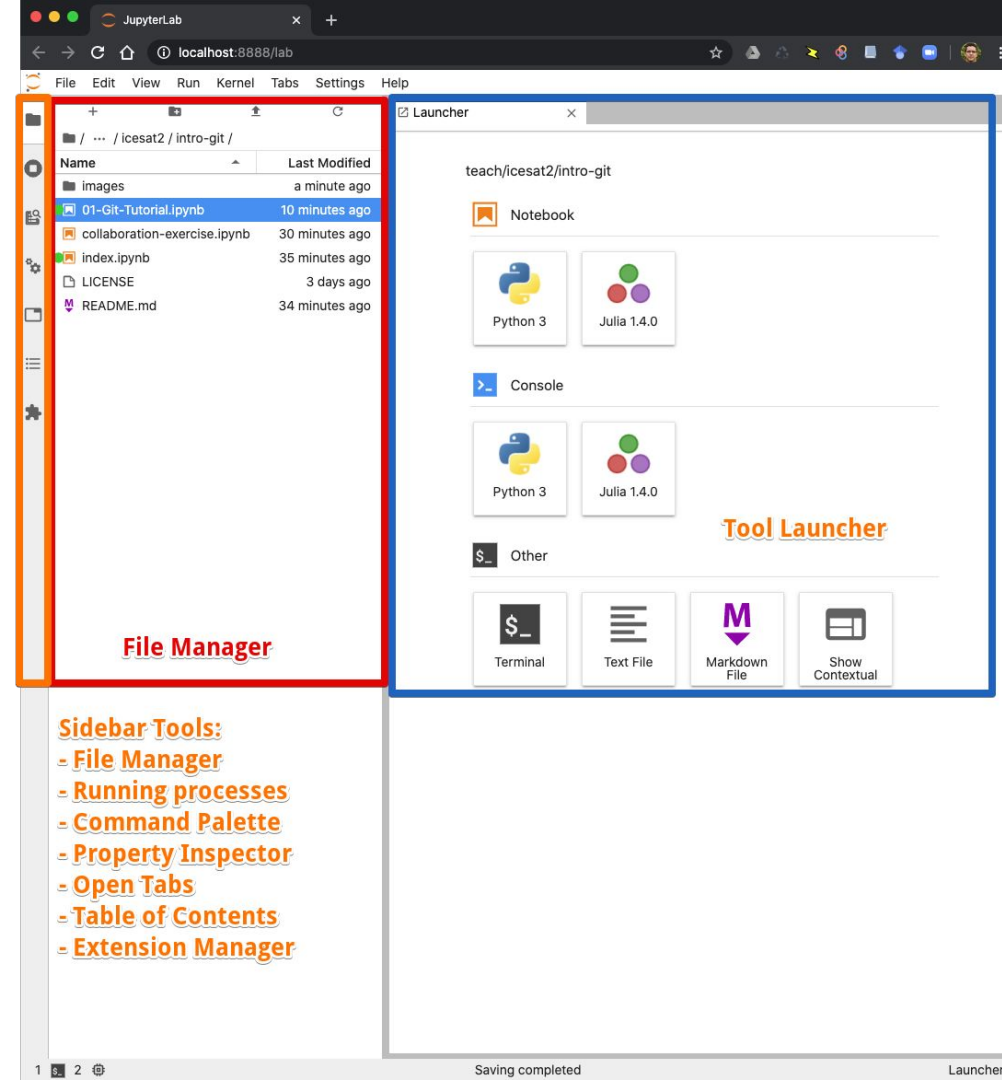 JupyterLab
localhost:8888/lab
File Edit View Run Kernel Tabs Settings Help
Launcher
/ ··· / icesat2 / intro-git /
Name Last Modified
images a minute ago
01-Git-Tutorial.ipynb 10 minutes ago
collaboration-exercise.ipynb 30 minutes ago
index.ipynb 35 minutes ago
LICENSE 3 days ago
README.md 34 minutes ago
File Manager
teach/icesat2/intro-git
Notebook
Python 3 Julia 1.4.0
Console
Python 3 Julia 1.4.0
Tool Launcher
$_ Other
$_ M
Terminal Text File Markdown File Show Contextual
Sidebar Tools:
- File Manager
- Running processes
- Command Palette
- Property Inspector
- Open Tabs
- Table of Contents
- Extension Manager
1 $_ 2 Saving completed Launcher